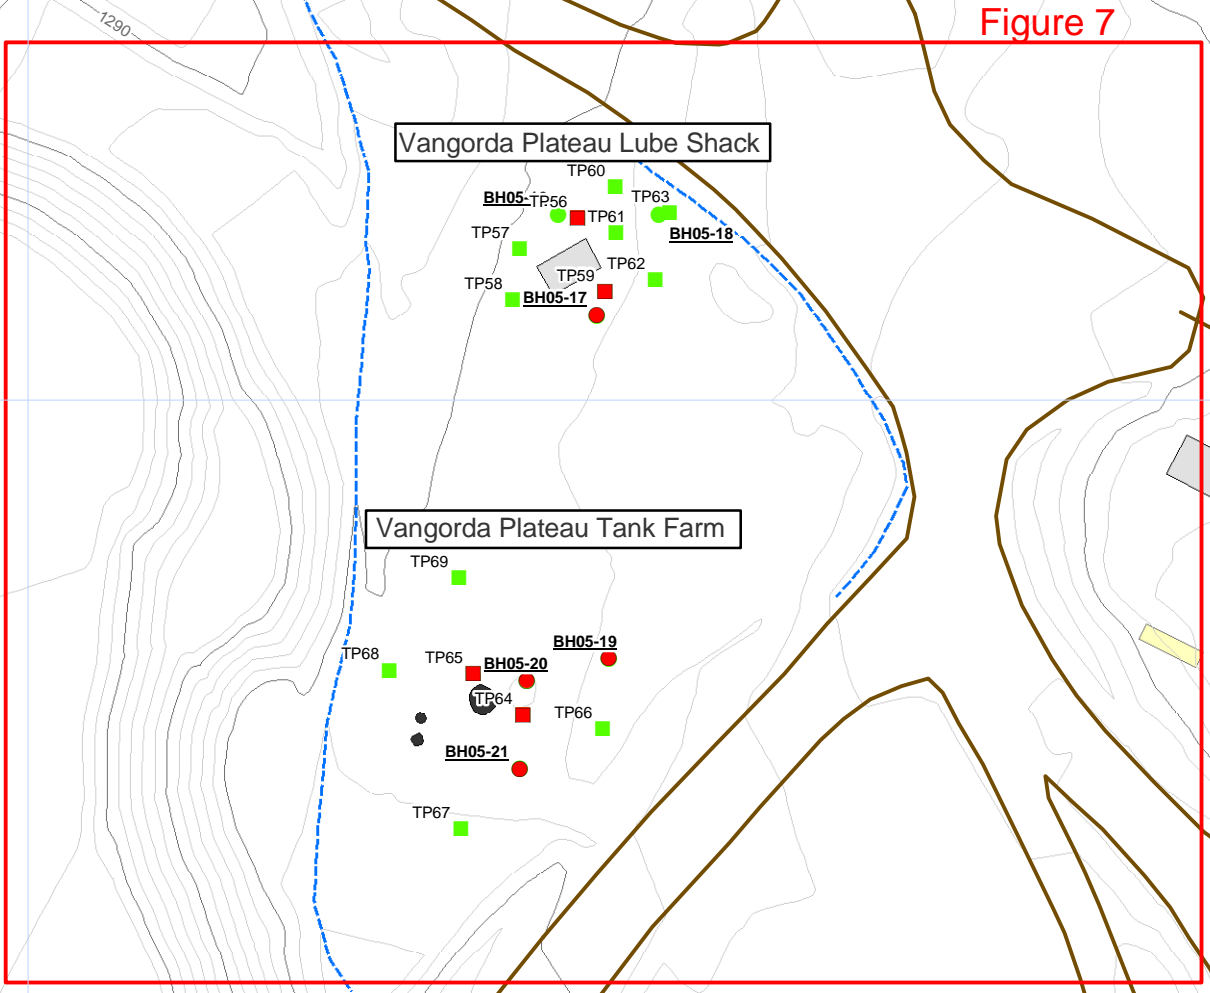 Figure 7
1290
Vangorda Plateau Lube Shack
TP60
BH05-
TP56
TP63
TP61
TP57
BH05-18
TP62
TP59
TP58
BH05-17
Vangorda Plateau Tank Farm
TP69
BH05-19
TP68
TP65
BH05-20
TP64
TP66
BH05-21
TP67